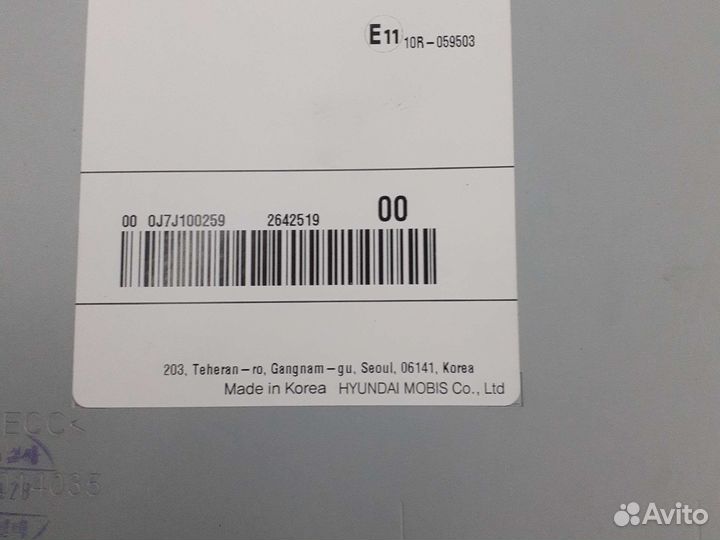 E11 10R-059503
00 0J7J100259 2642519 00
203, Teheran-ro, Gangnam-gu, Seoul, 06141, Korea
Made in Korea HYUNDAI MOBIS Co., Ltd
ECC<
Avito